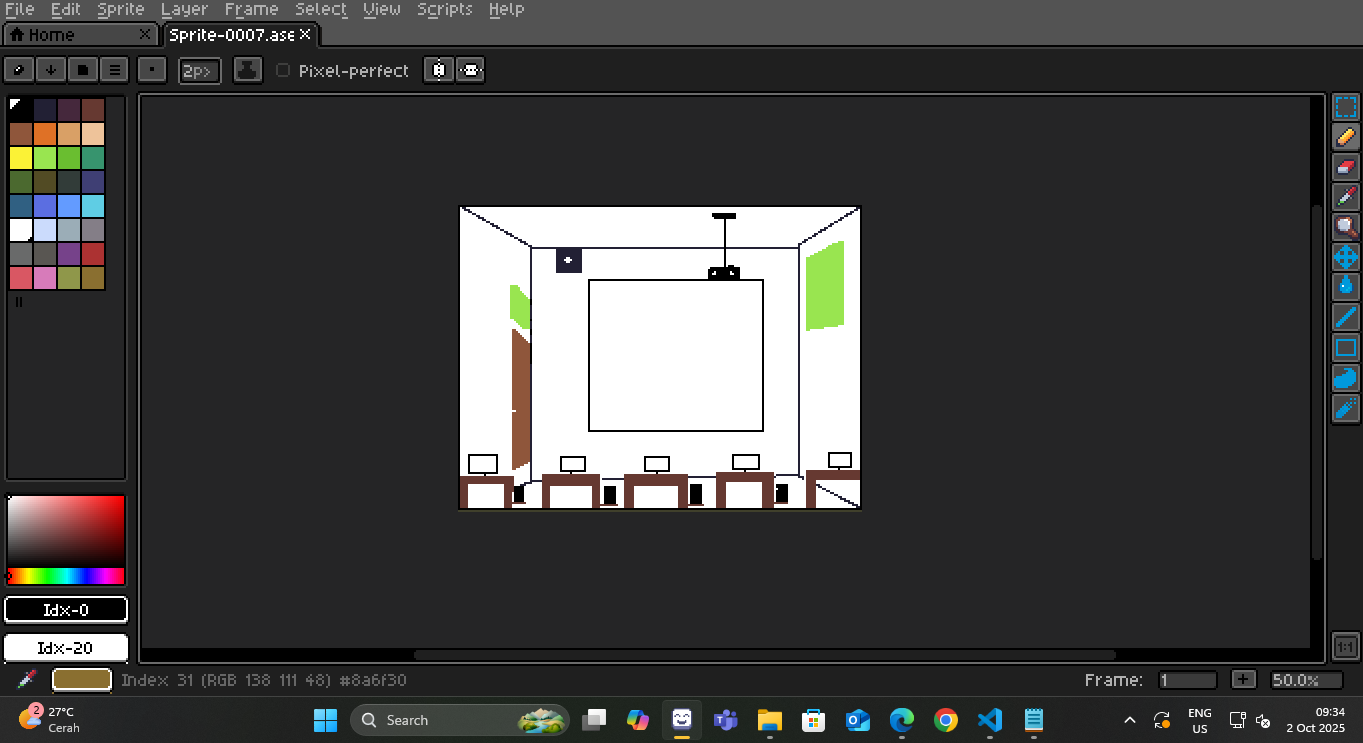 File Edit Sprite Layer Frame Select View Scripts Help
Home Sprite-0007.ase
2p> Pixel-perfect
Idx-0
Idx-20
Index 31 (RGB 138 111 48) #8a6f30 Frame: 1 + 50.0%
1:1
2 27°C
Cerah
Search
ENG
US
09:34
2 Oct 2025